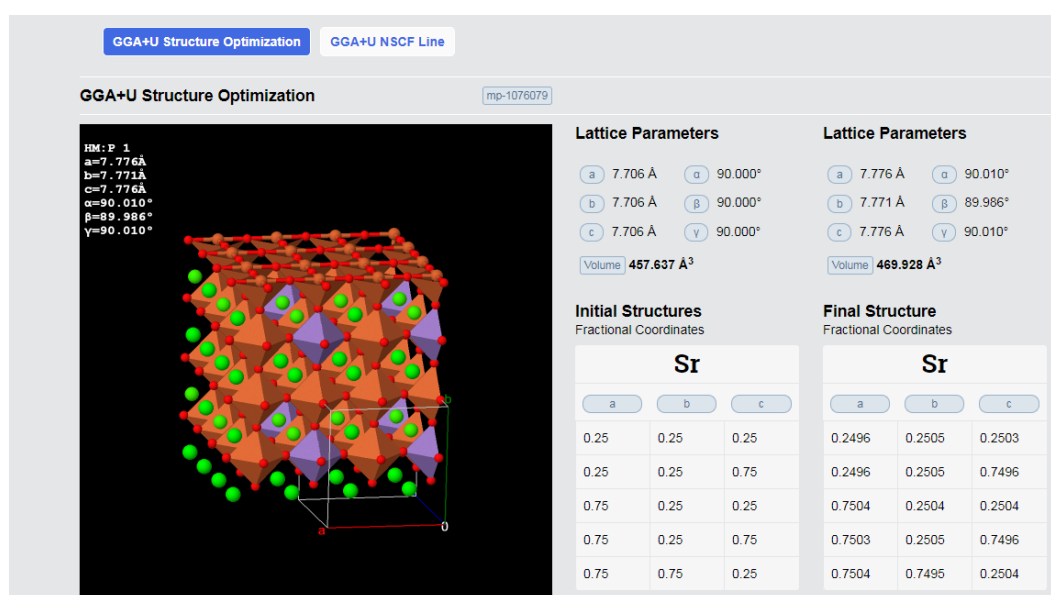 GGA+U Structure Optimization GGA+U NSCF Line
GGA+U Structure Optimization mp-1076079
HM:P 1
a=7.776Å
b=7.771Å
c=7.776Å
α=90.010°
β=89.986°
γ=90.010°
b
a
0
Lattice Parameters
a 7.706 Å α 90.000°
b 7.706 Å β 90.000°
c 7.706 Å γ 90.000°
Volume 457.637 Å³
Initial Structures
Fractional Coordinates
Sr
a b c
0.25 0.25 0.25
0.25 0.25 0.75
0.75 0.25 0.25
0.75 0.25 0.75
0.75 0.75 0.25
Lattice Parameters
a 7.776 Å α 90.010°
b 7.771 Å β 89.986°
c 7.776 Å γ 90.010°
Volume 469.928 Å³
Final Structure
Fractional Coordinates
Sr
a b c
0.2496 0.2505 0.2503
0.2496 0.2505 0.7496
0.7504 0.2504 0.2504
0.7503 0.2505 0.7496
0.7504 0.7495 0.2504